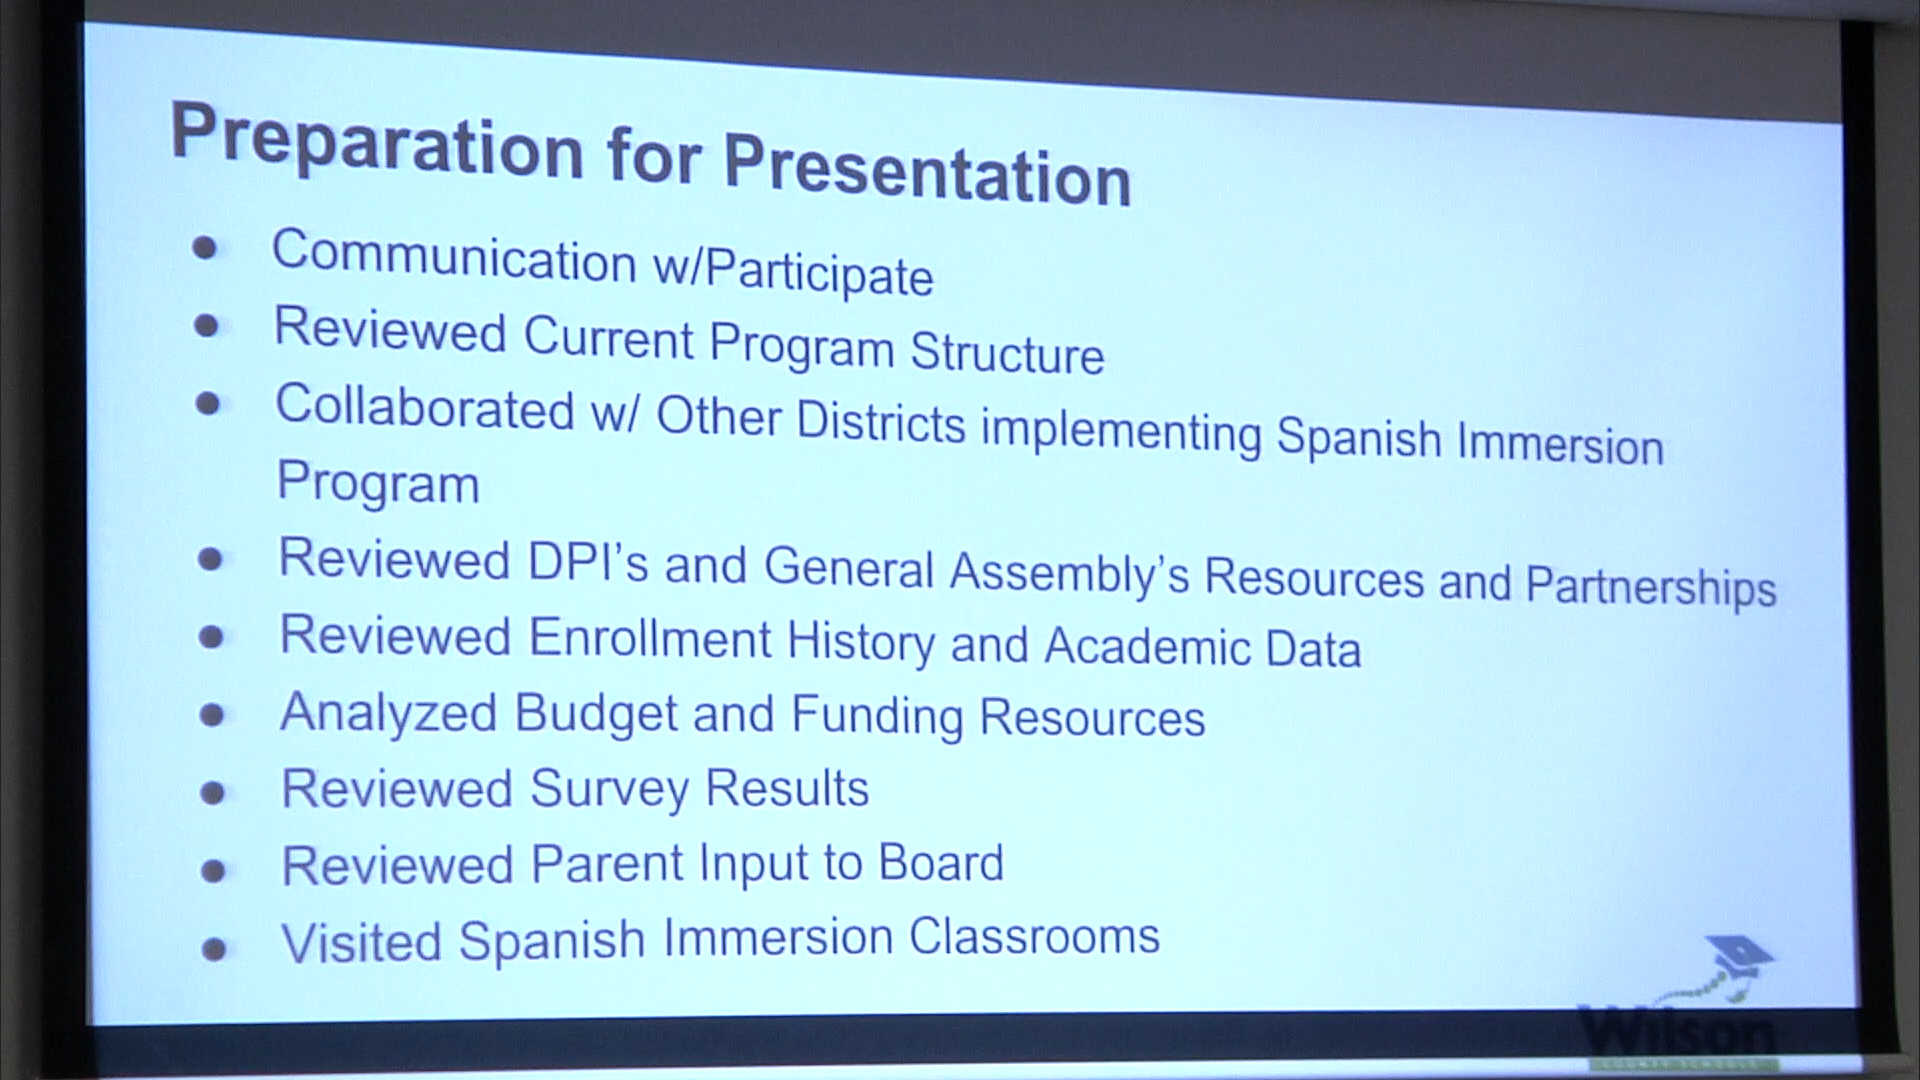 Preparation for Presentation
● Communication w/Participate
● Reviewed Current Program Structure
● Collaborated w/ Other Districts implementing Spanish Immersion
Program
● Reviewed DPI's and General Assembly's Resources and Partnerships
● Reviewed Enrollment History and Academic Data
● Analyzed Budget and Funding Resources
● Reviewed Survey Results
● Reviewed Parent Input to Board
● Visited Spanish Immersion Classrooms
Wilson
COUNTY SCHOOLS